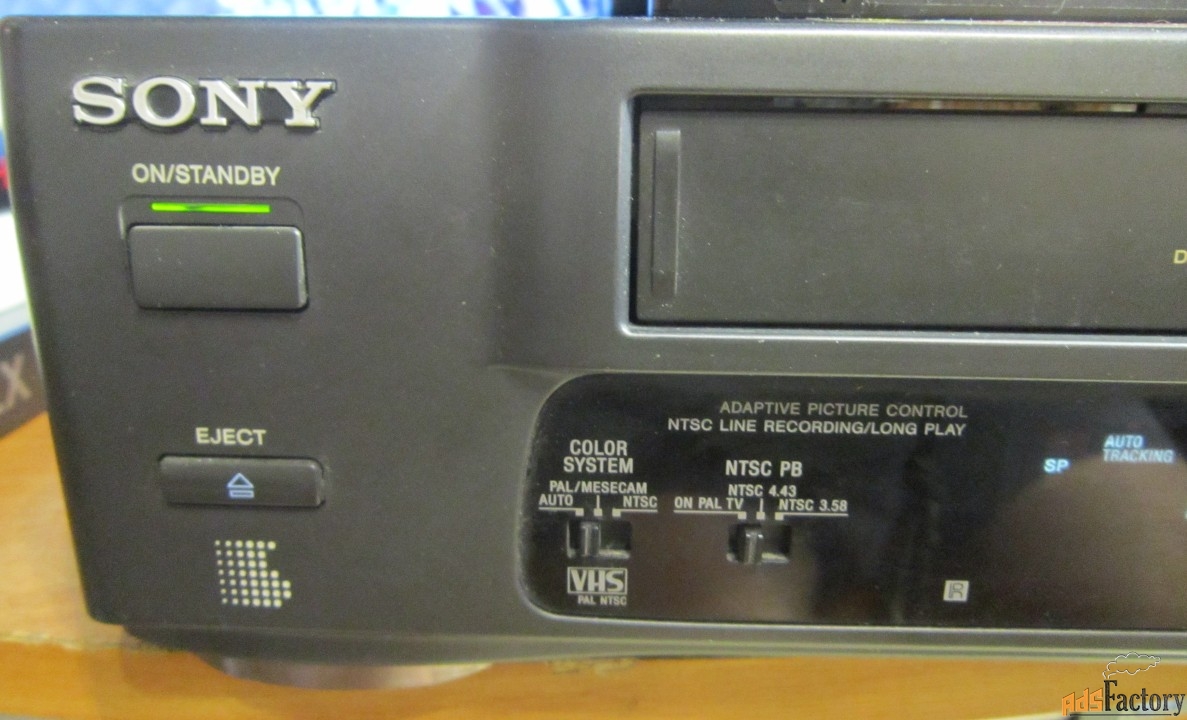 SONY
ON/STANDBY
D
ADAPTIVE PICTURE CONTROL
NTSC LINE RECORDING/LONG PLAY
EJECT
COLOR
SYSTEM
PAL/MESECAM
AUTO NTSC
NTSC PB
NTSC 4.43
ON PAL TV NTSC 3.58
SP
AUTO
TRACKING
VHS
PAL NTSC
R
LX
adsFactory